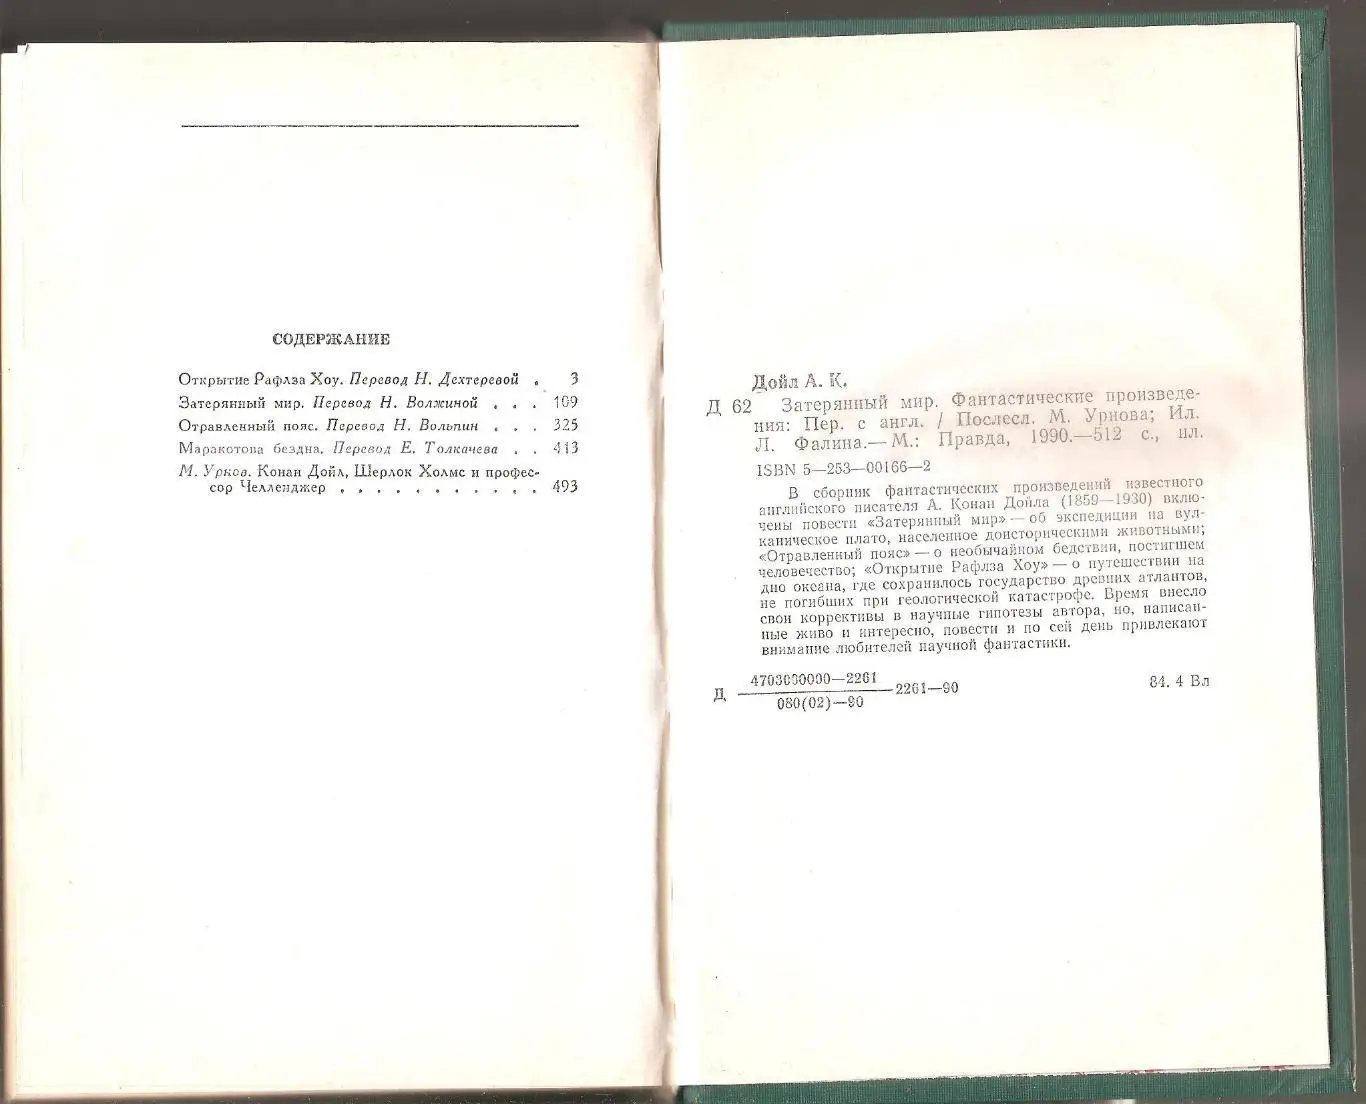 СОДЕРЖАНИЕ
Открытие Рафлза Хоу. Перевод Н. Дехтеревой . 3
Затерянный мир. Перевод Н. Волжиной . . . 109
Отравленный пояс. Перевод Н. Вольпин . . . 325
Маракотова бездна. Перевод Е. Толкачева . . 413
М. Урнов. Конан Дойл, Шерлок Холмс и профес-
сор Челленджер . . . . . . . . . . . 493
Дойл А. К.
Д 62 Затерянный мир. Фантастические произведе-
ния: Пер. с англ. / Послесл. М. Урнова; Ил.
Л. Фалина.—М.: Правда, 1990.—512 с., ил.
ISBN 5—253—00166—2
В сборник фантастических произведений известного
английского писателя А. Конан Дойла (1859—1930) вклю-
чены повести «Затерянный мир» — об экспедиции на вул-
каническое плато, населенное доисторическими животными;
«Отравленный пояс» — о необычайном бедствии, постигшем
человечество; «Открытие Рафлза Хоу» — о путешествии на
дно океана, где сохранилось государство древних атлантов,
не погибших при геологической катастрофе. Время внесло
свои коррективы в научные гипотезы автора, но, написан-
ные живо и интересно, повести и по сей день привлекают
внимание любителей научной фантастики.
4703000000—2261
Д —2261—90 84. 4 Вл
080(02)—90